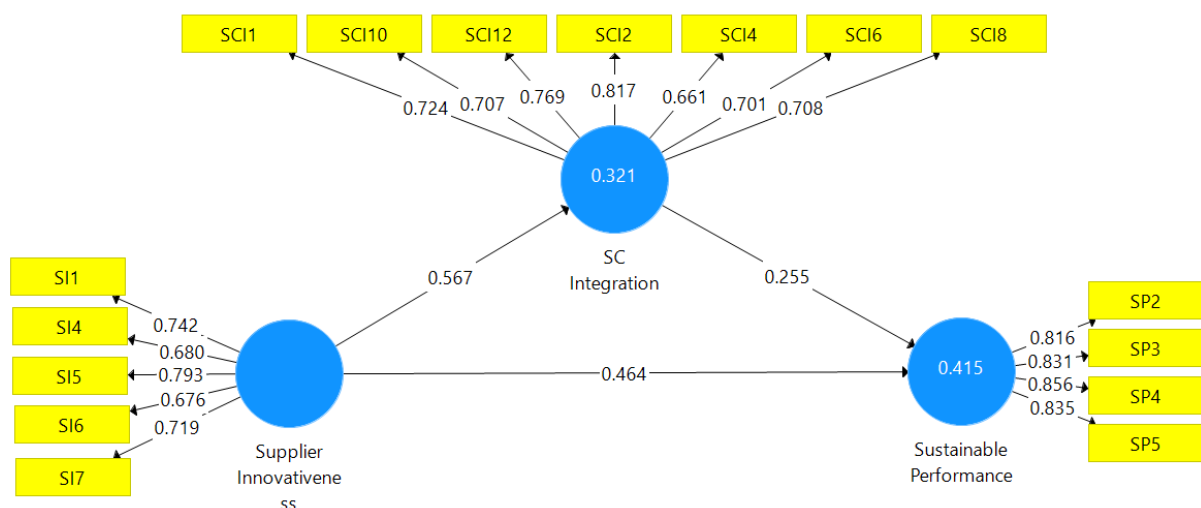 SCI1 SCI10 SCI12 SCI2 SCI4 SCI6 SCI8
0.724 0.707 0.769 0.817 0.661 0.701 0.708
0.321
SC
Integration
0.567
0.255
SI1
SI4
SI5
SI6
SI7
0.742
0.680
0.793
0.676
0.719
Supplier
Innovativene
ss
0.464
0.415
Sustainable
Performance
0.816
0.831
0.856
0.835
SP2
SP3
SP4
SP5